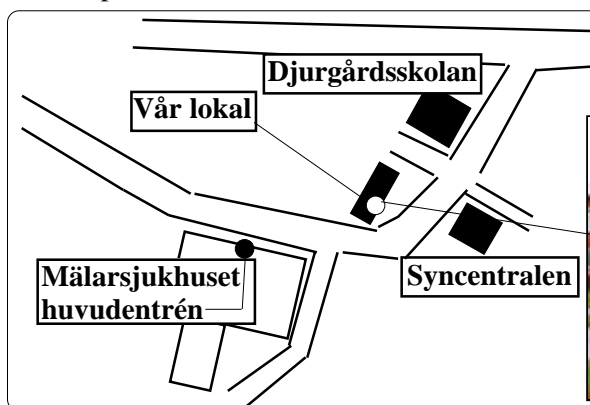 Djurgårdsskolan
Vår lokal
Syncentralen
Mälarsjukhuset
huvudentrén